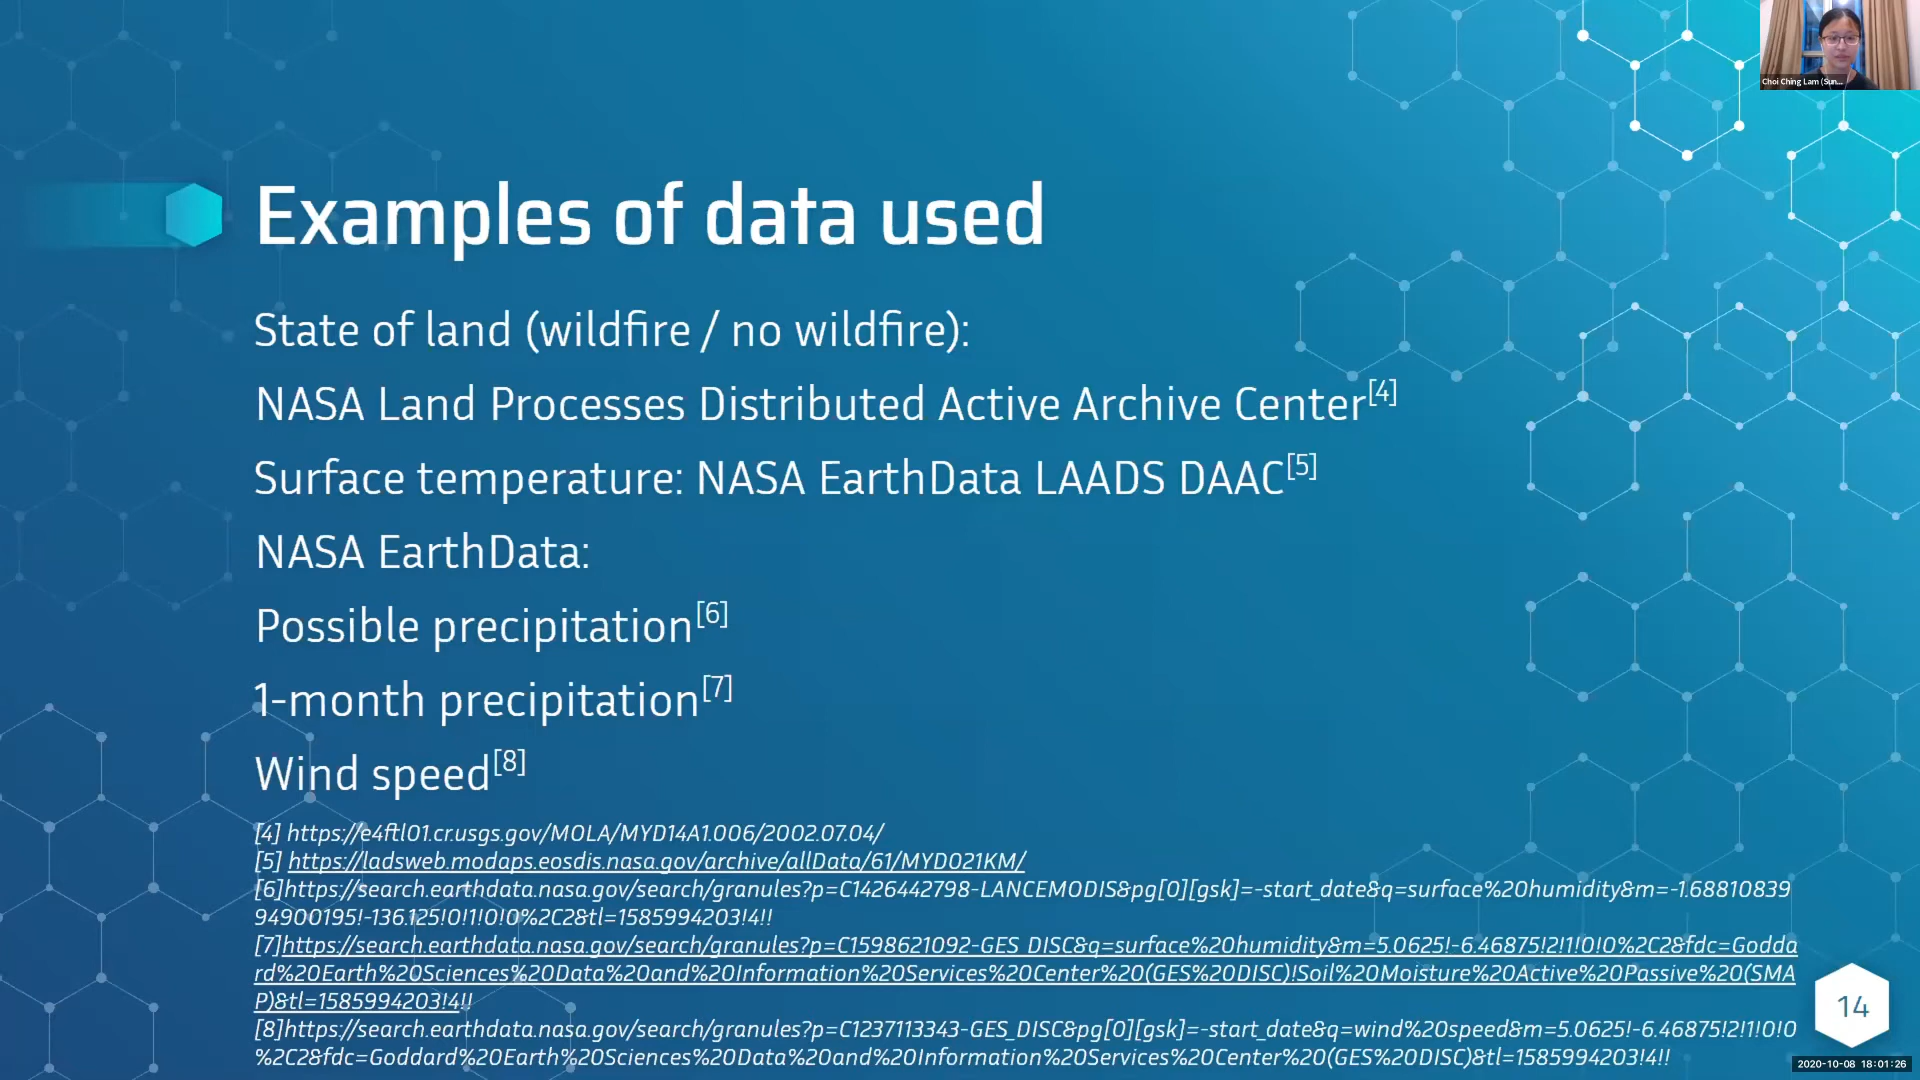 Choi Ching Lam (Sun...
Examples of data used
State of land (wildfire / no wildfire):
NASA Land Processes Distributed Active Archive Center[4]
Surface temperature: NASA EarthData LAADS DAAC[5]
NASA EarthData:
Possible precipitation[6]
1-month precipitation[7]
Wind speed[8]
[4] https://e4ftl01.cr.usgs.gov/MOLA/MYD14A1.006/2002.07.04/
[5] https://ladsweb.modaps.eosdis.nasa.gov/archive/allData/61/MYD021KM/
[6]https://search.earthdata.nasa.gov/search/granules?p=C1426442798-LANCEMODIS&pg[0][gsk]=-start_date&q=surface%20humidity&m=-1.68810839
94900195!-136.125!0!1!0!0%2C2&tl=1585994203!4!!
[7]https://search.earthdata.nasa.gov/search/granules?p=C1598621092-GES_DISC&q=surface%20humidity&m=5.0625!-6.46875!2!1!0!0%2C2&fdc=Godda
rd%20Earth%20Sciences%20Data%20and%20Information%20Services%20Center%20(GES%20DISC)!Soil%20Moisture%20Active%20Passive%20(SMA
P)&tl=1585994203!4!!
[8]https://search.earthdata.nasa.gov/search/granules?p=C1237113343-GES_DISC&pg[0][gsk]=-start_date&q=wind%20speed&m=5.0625!-6.46875!2!1!0!0
%2C2&fdc=Goddard%20Earth%20Sciences%20Data%20and%20Information%20Services%20Center%20(GES%20DISC)&tl=1585994203!4!!
14
2020-10-08 18:01:26